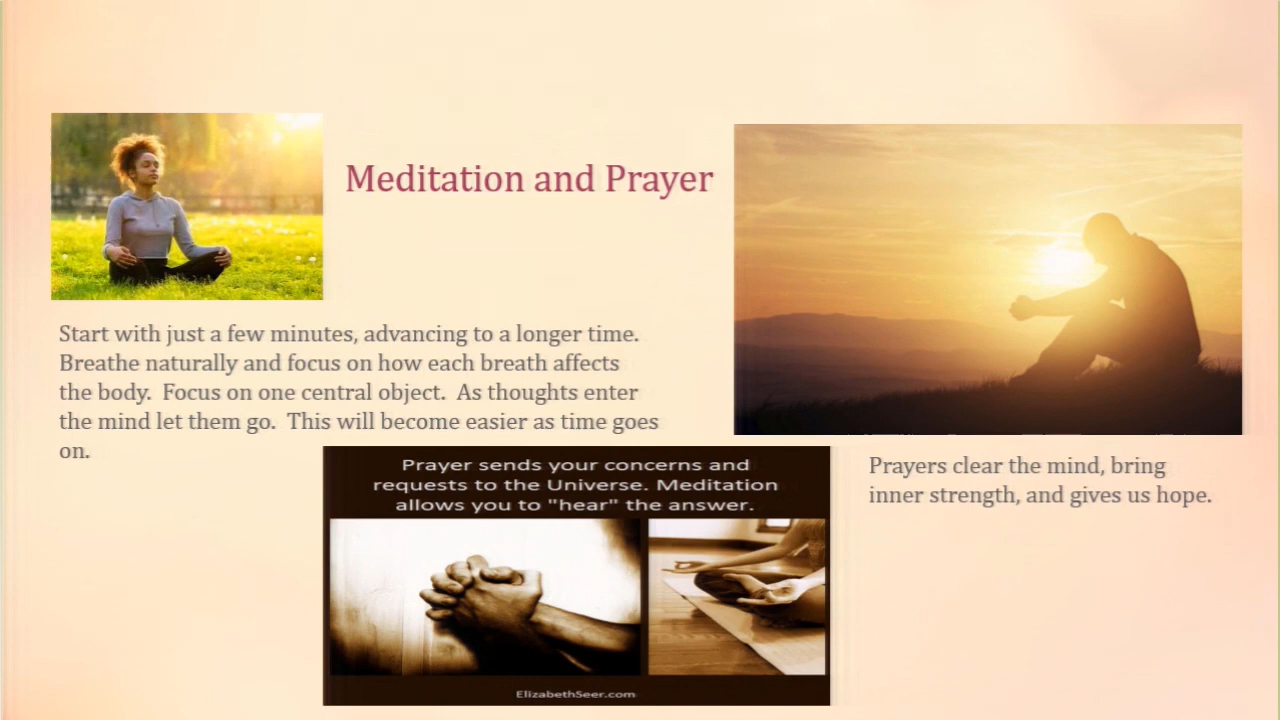 Meditation and Prayer
Start with just a few minutes, advancing to a longer time.
Breathe naturally and focus on how each breath affects
the body.  Focus on one central object.  As thoughts enter
the mind let them go.  This will become easier as time goes
on.
Prayer sends your concerns and
requests to the Universe. Meditation
allows you to "hear" the answer.
ElizabethSeer.com
Prayers clear the mind, bring
inner strength, and gives us hope.